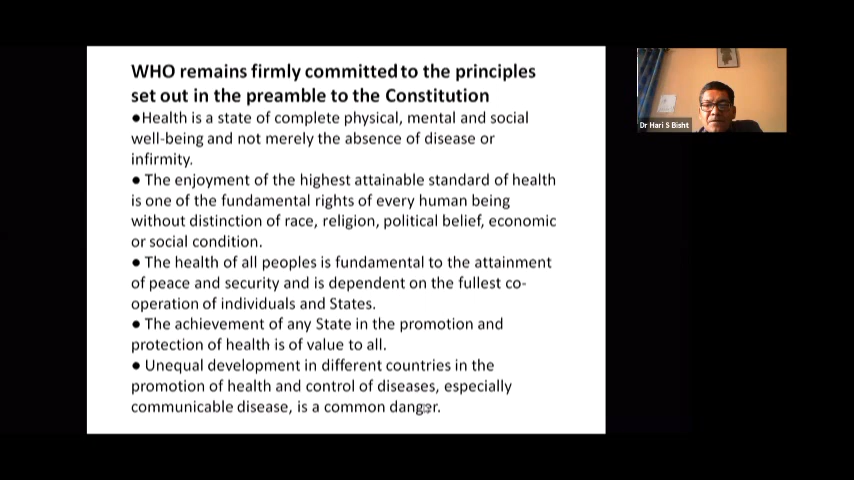 WHO remains firmly committed to the principles
set out in the preamble to the Constitution
●Health is a state of complete physical, mental and social
well-being and not merely the absence of disease or
infirmity.
● The enjoyment of the highest attainable standard of health
is one of the fundamental rights of every human being
without distinction of race, religion, political belief, economic
or social condition.
● The health of all peoples is fundamental to the attainment
of peace and security and is dependent on the fullest co-
operation of individuals and States.
● The achievement of any State in the promotion and
protection of health is of value to all.
● Unequal development in different countries in the
promotion of health and control of diseases, especially
communicable disease, is a common danger.
Dr Hari S Bisht